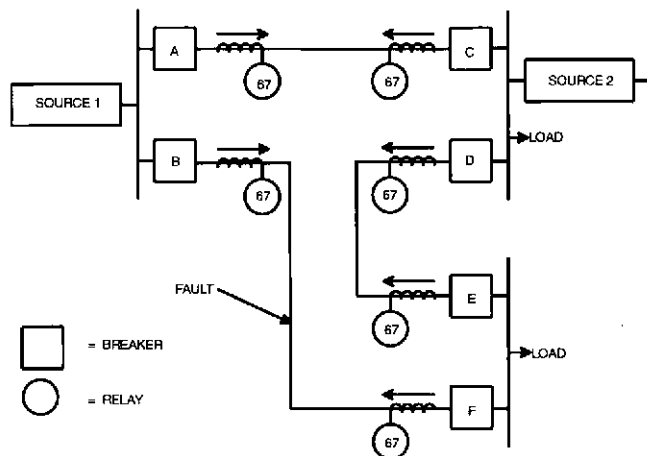 A
C
67
67
SOURCE 1
SOURCE 2
B
D
LOAD
67
67
FAULT
E
67
= BREAKER
LOAD
= RELAY
F
67